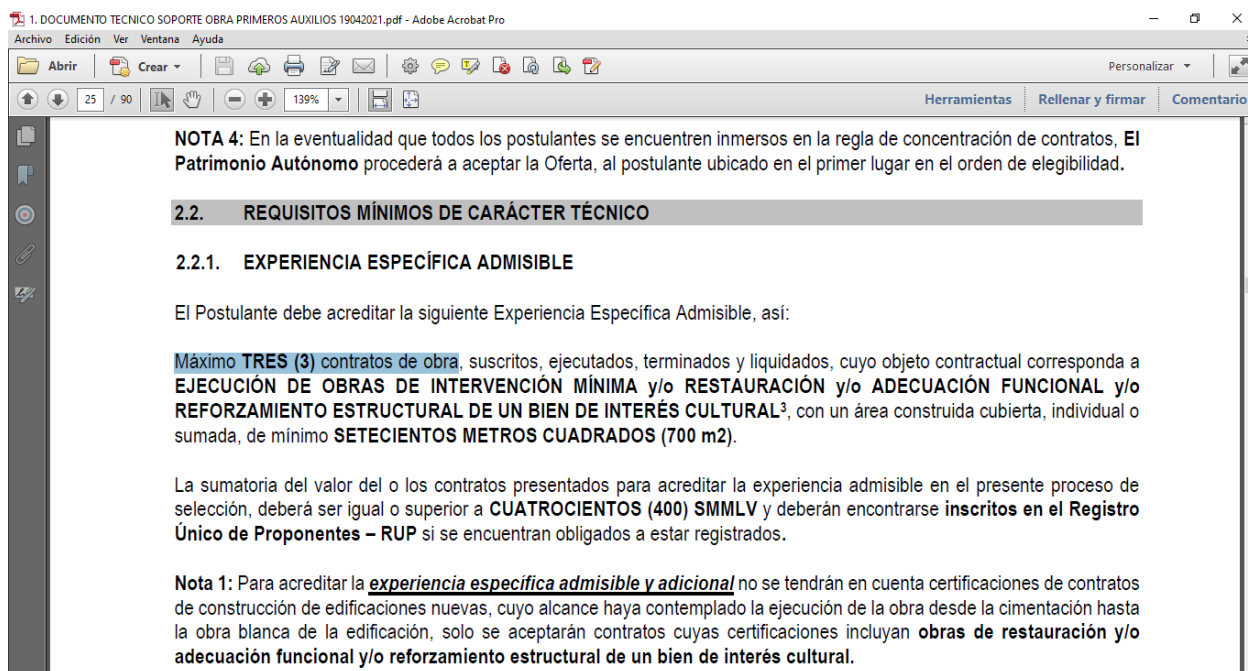 1. DOCUMENTO TECNICO SOPORTE OBRA PRIMEROS AUXILIOS 19042021.pdf - Adobe Acrobat Pro
Archivo Edición Ver Ventana Ayuda
Abrir Crear Personalizar
25 / 90 139% Herramientas Rellenar y firmar Comentario
NOTA 4: En la eventualidad que todos los postulantes se encuentren inmersos en la regla de concentración de contratos, El
Patrimonio Autónomo procederá a aceptar la Oferta, al postulante ubicado en el primer lugar en el orden de elegibilidad.
2.2. REQUISITOS MÍNIMOS DE CARÁCTER TÉCNICO
2.2.1. EXPERIENCIA ESPECÍFICA ADMISIBLE
El Postulante debe acreditar la siguiente Experiencia Específica Admisible, así:
Máximo TRES (3) contratos de obra, suscritos, ejecutados, terminados y liquidados, cuyo objeto contractual corresponda a
EJECUCIÓN DE OBRAS DE INTERVENCIÓN MÍNIMA y/o RESTAURACIÓN y/o ADECUACIÓN FUNCIONAL y/o
REFORZAMIENTO ESTRUCTURAL DE UN BIEN DE INTERÉS CULTURAL³, con un área construida cubierta, individual o
sumada, de mínimo SETECIENTOS METROS CUADRADOS (700 m2).
La sumatoria del valor del o los contratos presentados para acreditar la experiencia admisible en el presente proceso de
selección, deberá ser igual o superior a CUATROCIENTOS (400) SMMLV y deberán encontrarse inscritos en el Registro
Único de Proponentes – RUP si se encuentran obligados a estar registrados.
Nota 1: Para acreditar la experiencia específica admisible y adicional no se tendrán en cuenta certificaciones de contratos
de construcción de edificaciones nuevas, cuyo alcance haya contemplado la ejecución de la obra desde la cimentación hasta
la obra blanca de la edificación, solo se aceptarán contratos cuyas certificaciones incluyan obras de restauración y/o
adecuación funcional y/o reforzamiento estructural de un bien de interés cultural.